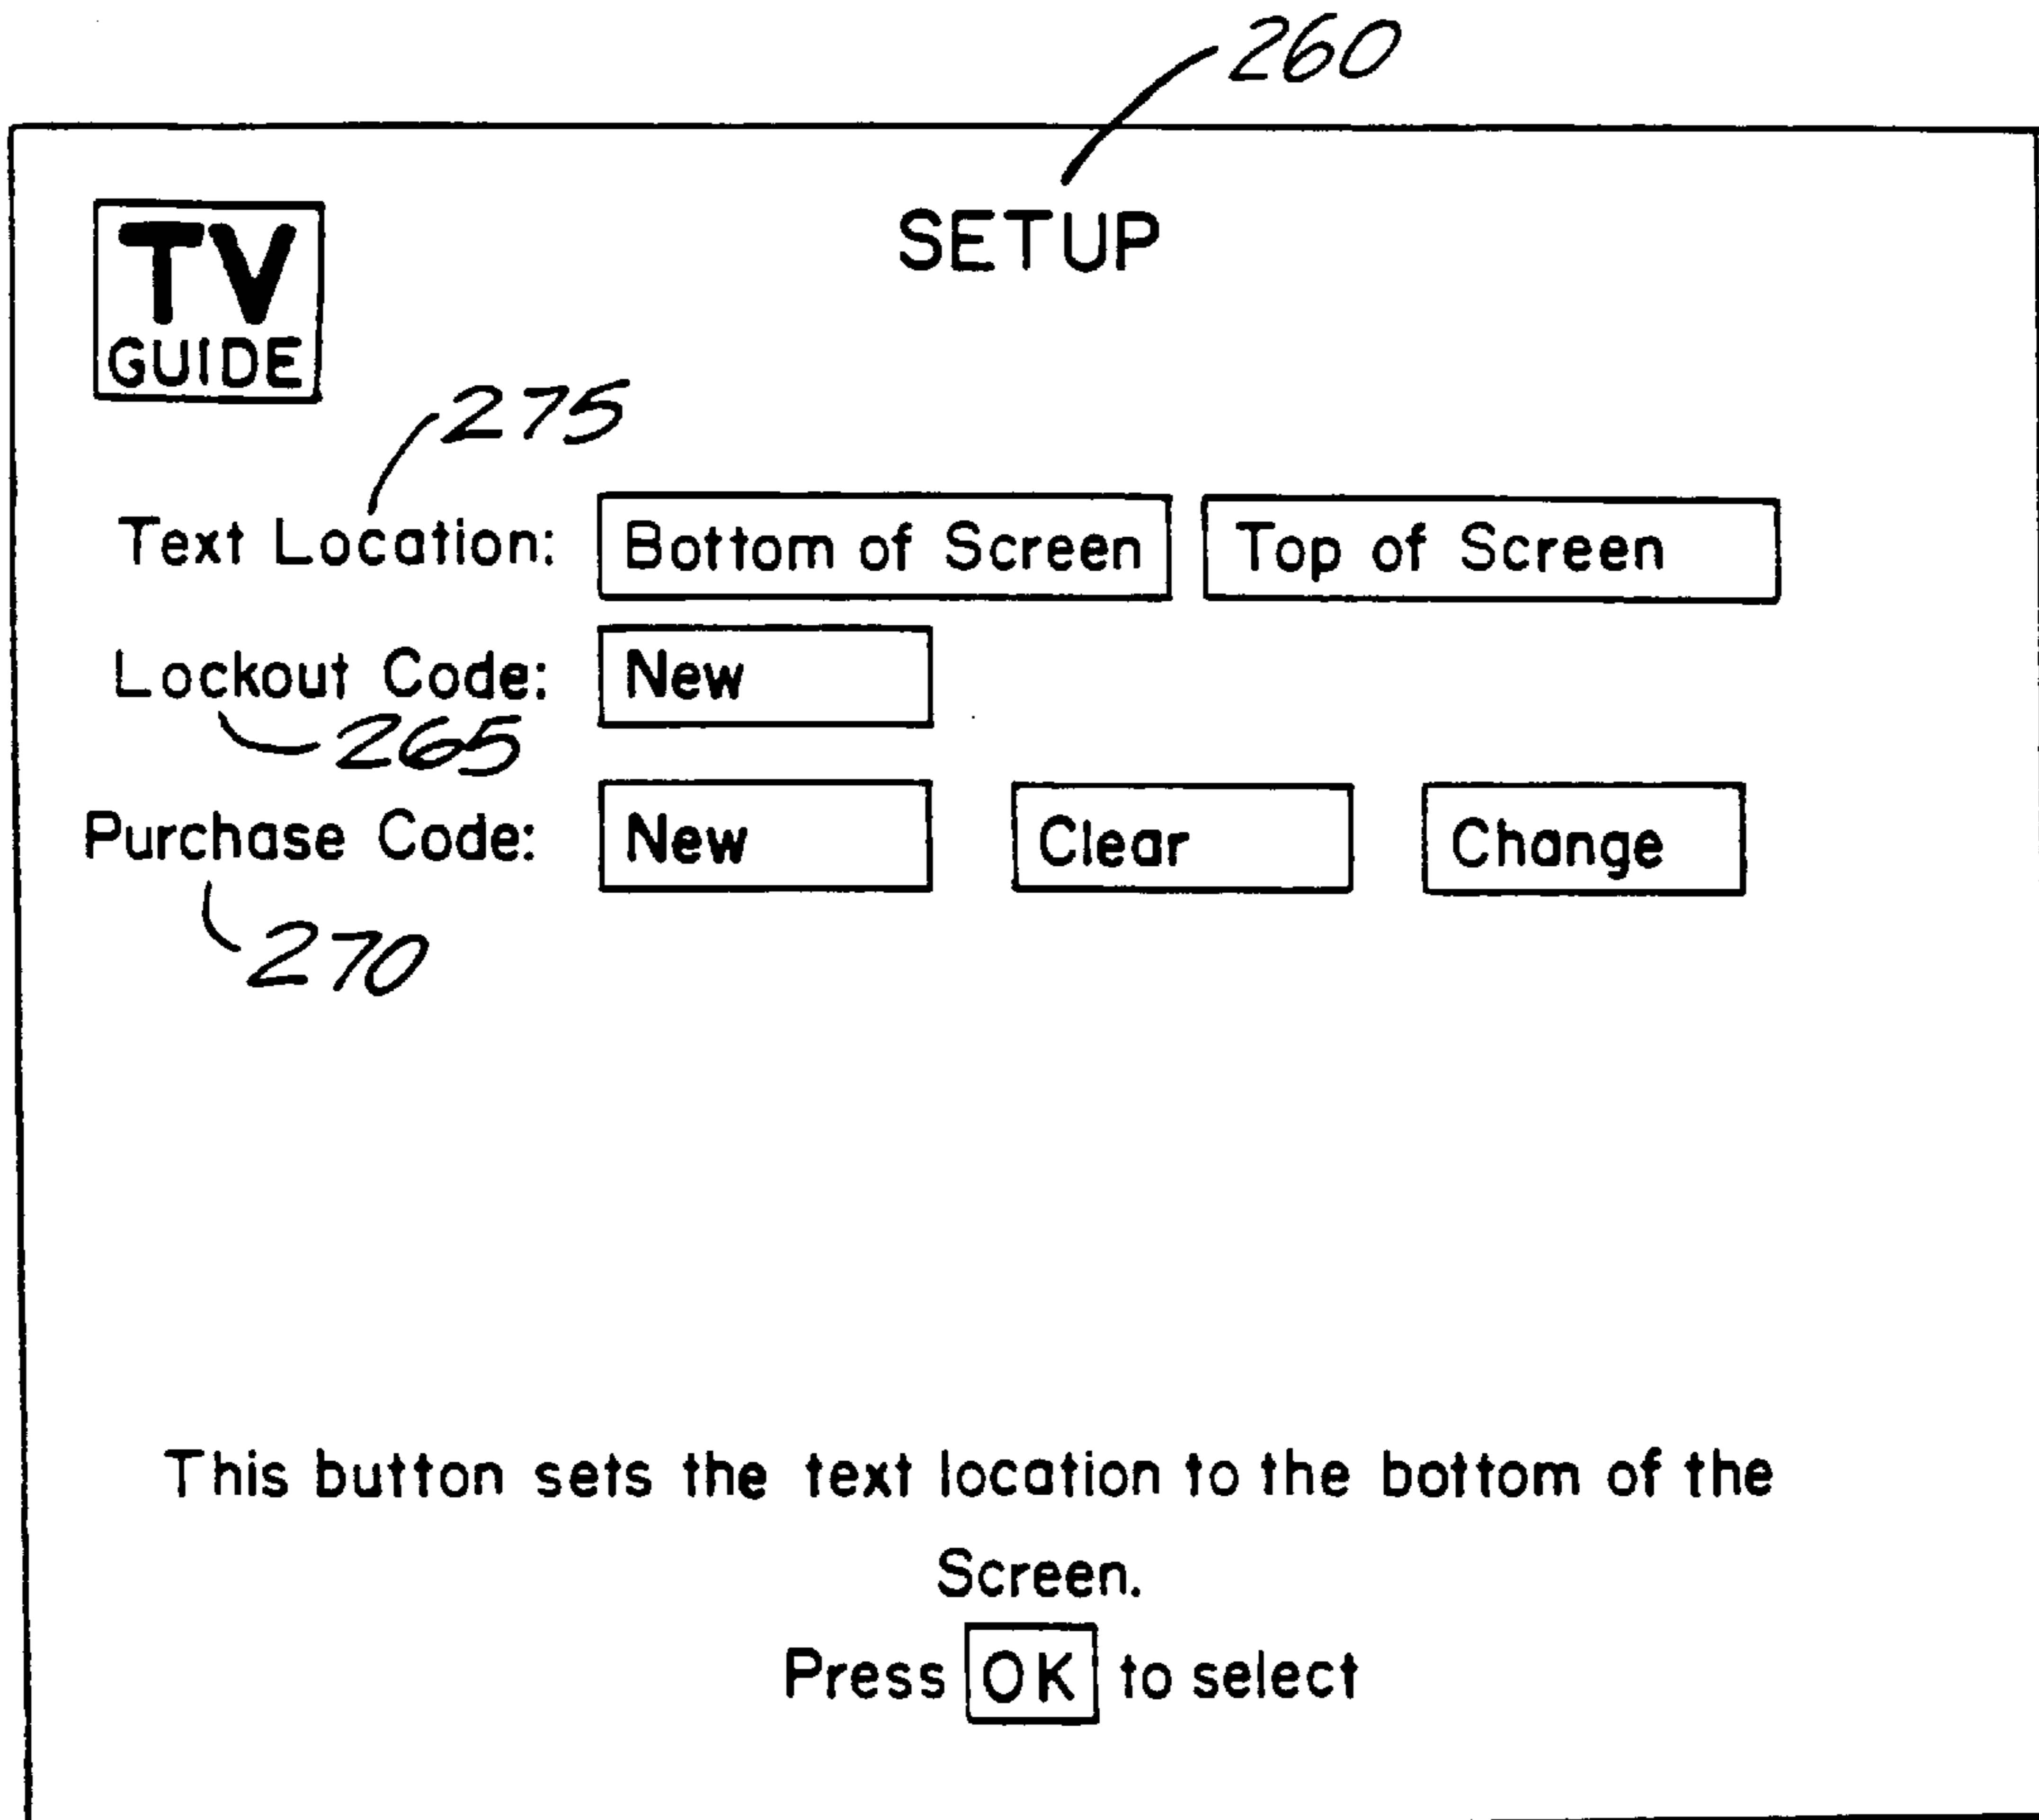 260
SETUP
TV
GUIDE
275
Text Location: Bottom of Screen Top of Screen
Lockout Code: New
265
Purchase Code: New Clear Change
270
This button sets the text location to the bottom of the
Screen.
Press OK to select